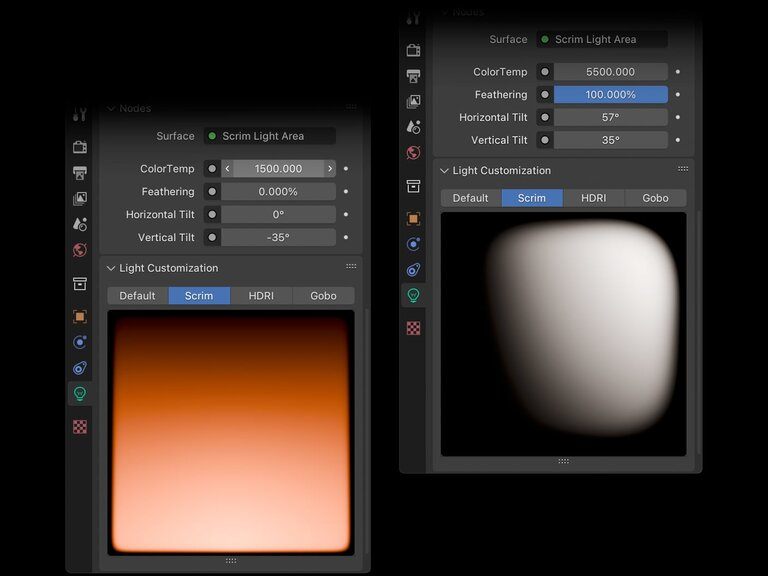 Nodes
Surface Scrim Light Area
ColorTemp 1500.000
Feathering 0.000%
Horizontal Tilt 0°
Vertical Tilt -35°
Light Customization
Default Scrim HDRI Gobo
Nodes
Surface Scrim Light Area
ColorTemp 5500.000
Feathering 100.000%
Horizontal Tilt 57°
Vertical Tilt 35°
Light Customization
Default Scrim HDRI Gobo